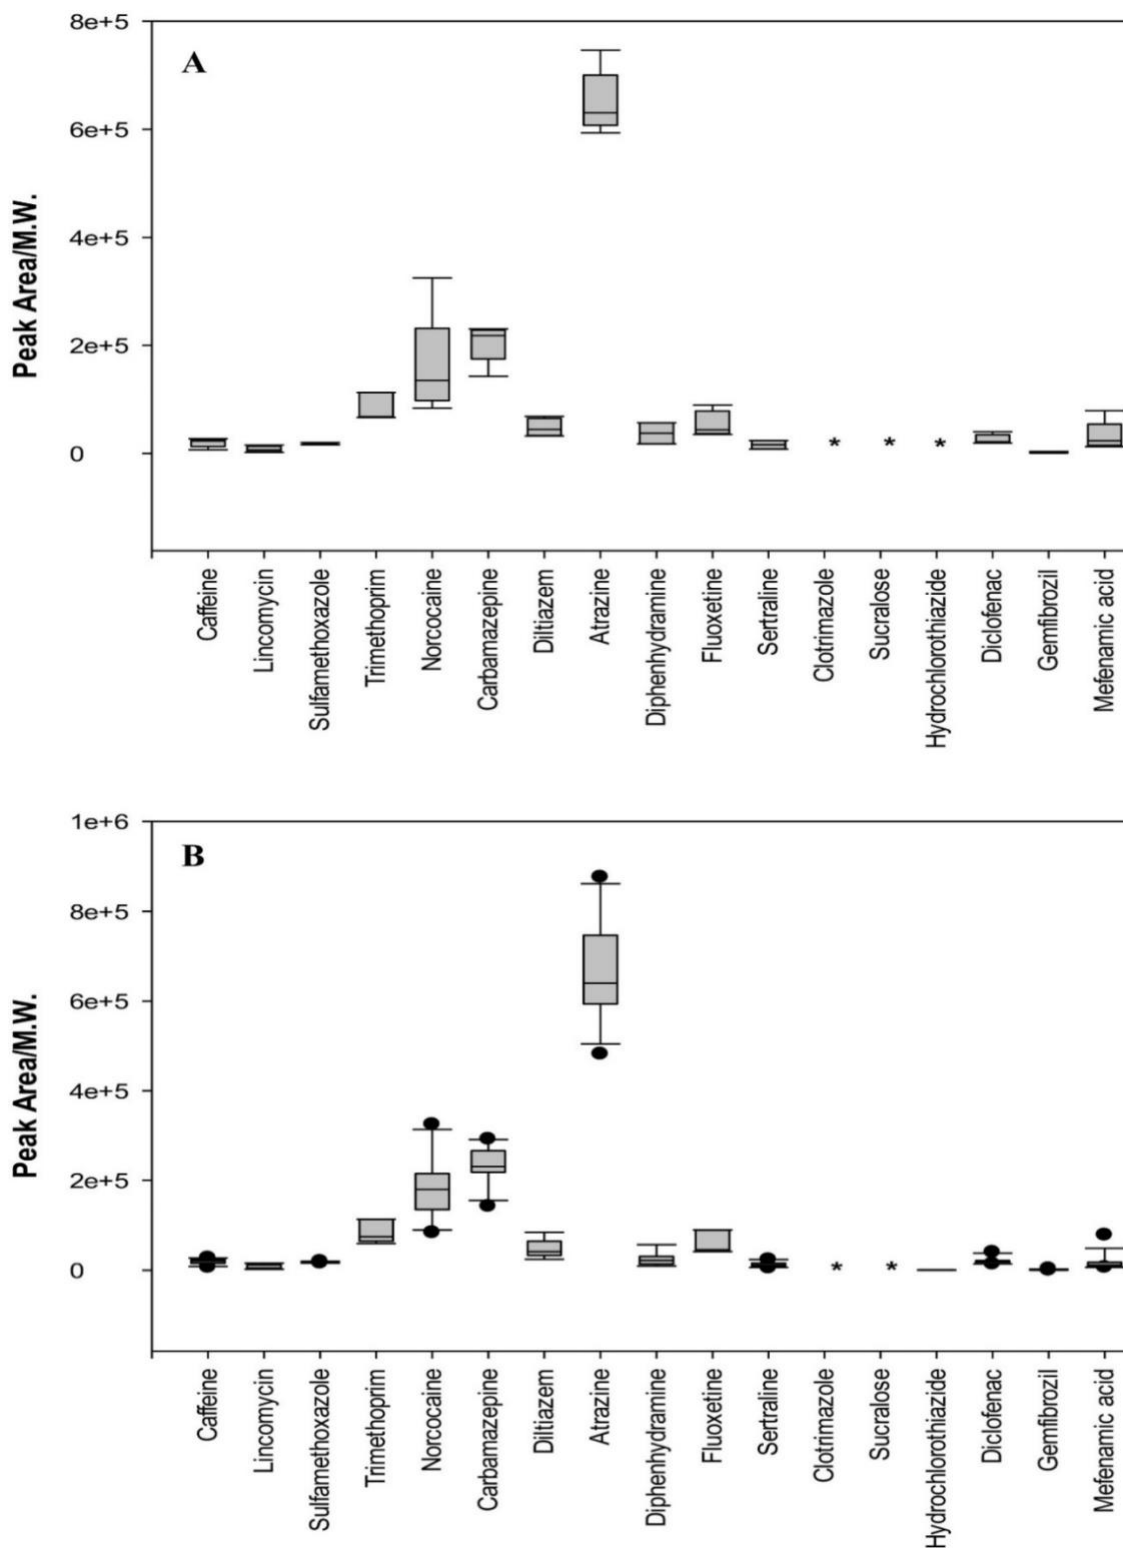 A
Peak Area/M.W.
8e+5
6e+5
4e+5
2e+5
0
* * *
Caffeine
Lincomycin
Sulfamethoxazole
Trimethoprim
Norcocaine
Carbamazepine
Diltiazem
Atrazine
Diphenhydramine
Fluoxetine
Sertraline
Clotrimazole
Sucralose
Hydrochlorothiazide
Diclofenac
Gemfibrozil
Mefenamic acid
B
Peak Area/M.W.
1e+6
8e+5
6e+5
4e+5
2e+5
0
* *
Caffeine
Lincomycin
Sulfamethoxazole
Trimethoprim
Norcocaine
Carbamazepine
Diltiazem
Atrazine
Diphenhydramine
Fluoxetine
Sertraline
Clotrimazole
Sucralose
Hydrochlorothiazide
Diclofenac
Gemfibrozil
Mefenamic acid